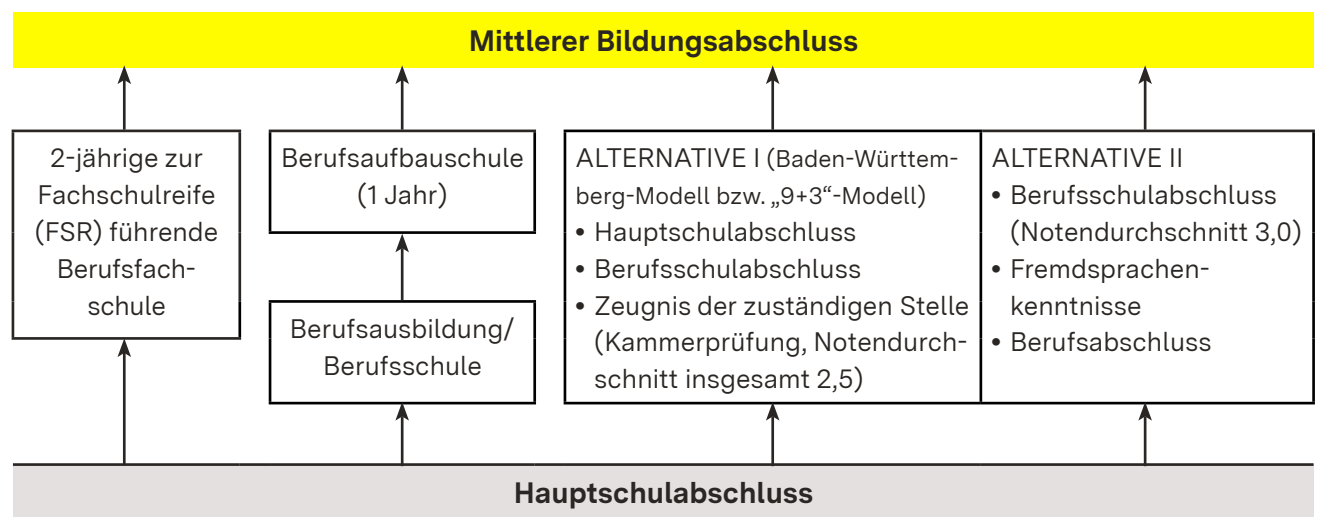 Mittlerer Bildungsabschluss
2-jährige zur
Fachschulreife
(FSR) führende
Berufsfach-
schule
Berufsaufbauschule
(1 Jahr)
Berufsausbildung/
Berufsschule
ALTERNATIVE I (Baden-Württem-
berg-Modell bzw. „9+3“-Modell)
• Hauptschulabschluss
• Berufsschulabschluss
• Zeugnis der zuständigen Stelle
(Kammerprüfung, Notendurch-
schnitt insgesamt 2,5)
ALTERNATIVE II
• Berufsschulabschluss
(Notendurchschnitt 3,0)
• Fremdsprachen-
kenntnisse
• Berufsabschluss
Hauptschulabschluss